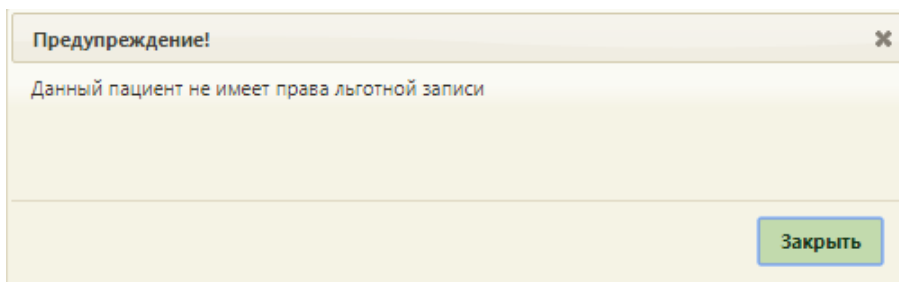 Предупреждение!
Данный пациент не имеет права льготной записи
Закрыть